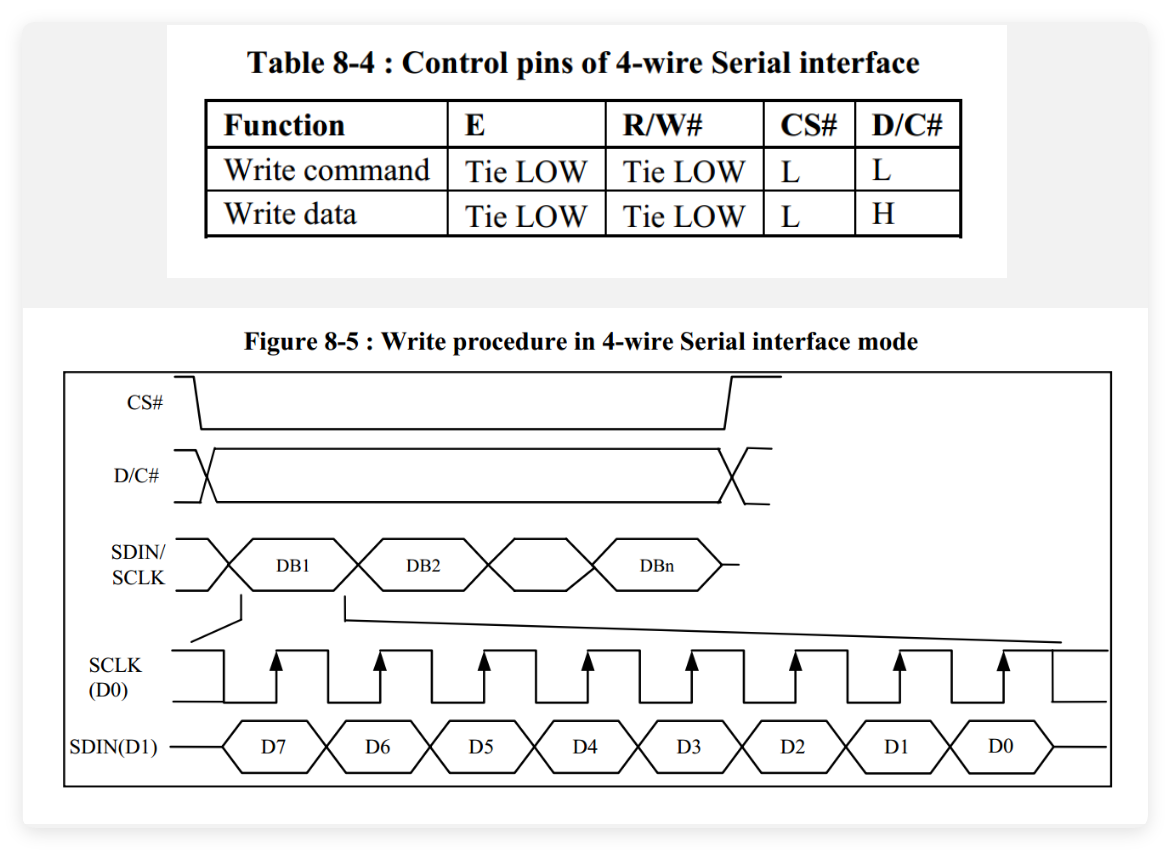 Table 8-4 : Control pins of 4-wire Serial interface
Function E R/W# CS# D/C#
Write command Tie LOW Tie LOW L L
Write data Tie LOW Tie LOW L H
Figure 8-5 : Write procedure in 4-wire Serial interface mode
CS#
D/C#
SDIN/
SCLK
DB1 DB2 DBn
SCLK
(D0)
SDIN(D1) D7 D6 D5 D4 D3 D2 D1 D0